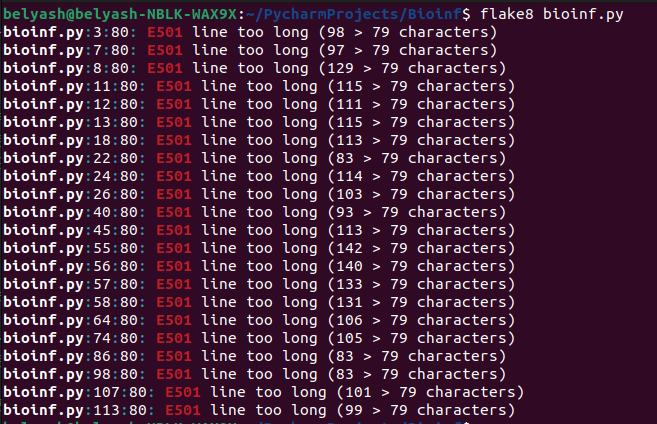 belyash@belyash-NBLK-WAX9X:~/PycharmProjects/Bioinf$ flake8 bioinf.py
bioinf.py:3:80: E501 line too long (98 > 79 characters)
bioinf.py:7:80: E501 line too long (97 > 79 characters)
bioinf.py:8:80: E501 line too long (129 > 79 characters)
bioinf.py:11:80: E501 line too long (115 > 79 characters)
bioinf.py:12:80: E501 line too long (111 > 79 characters)
bioinf.py:13:80: E501 line too long (115 > 79 characters)
bioinf.py:18:80: E501 line too long (113 > 79 characters)
bioinf.py:22:80: E501 line too long (83 > 79 characters)
bioinf.py:24:80: E501 line too long (114 > 79 characters)
bioinf.py:26:80: E501 line too long (103 > 79 characters)
bioinf.py:40:80: E501 line too long (93 > 79 characters)
bioinf.py:45:80: E501 line too long (113 > 79 characters)
bioinf.py:55:80: E501 line too long (142 > 79 characters)
bioinf.py:56:80: E501 line too long (140 > 79 characters)
bioinf.py:57:80: E501 line too long (133 > 79 characters)
bioinf.py:58:80: E501 line too long (131 > 79 characters)
bioinf.py:64:80: E501 line too long (106 > 79 characters)
bioinf.py:74:80: E501 line too long (105 > 79 characters)
bioinf.py:86:80: E501 line too long (83 > 79 characters)
bioinf.py:98:80: E501 line too long (83 > 79 characters)
bioinf.py:107:80: E501 line too long (101 > 79 characters)
bioinf.py:113:80: E501 line too long (99 > 79 characters)